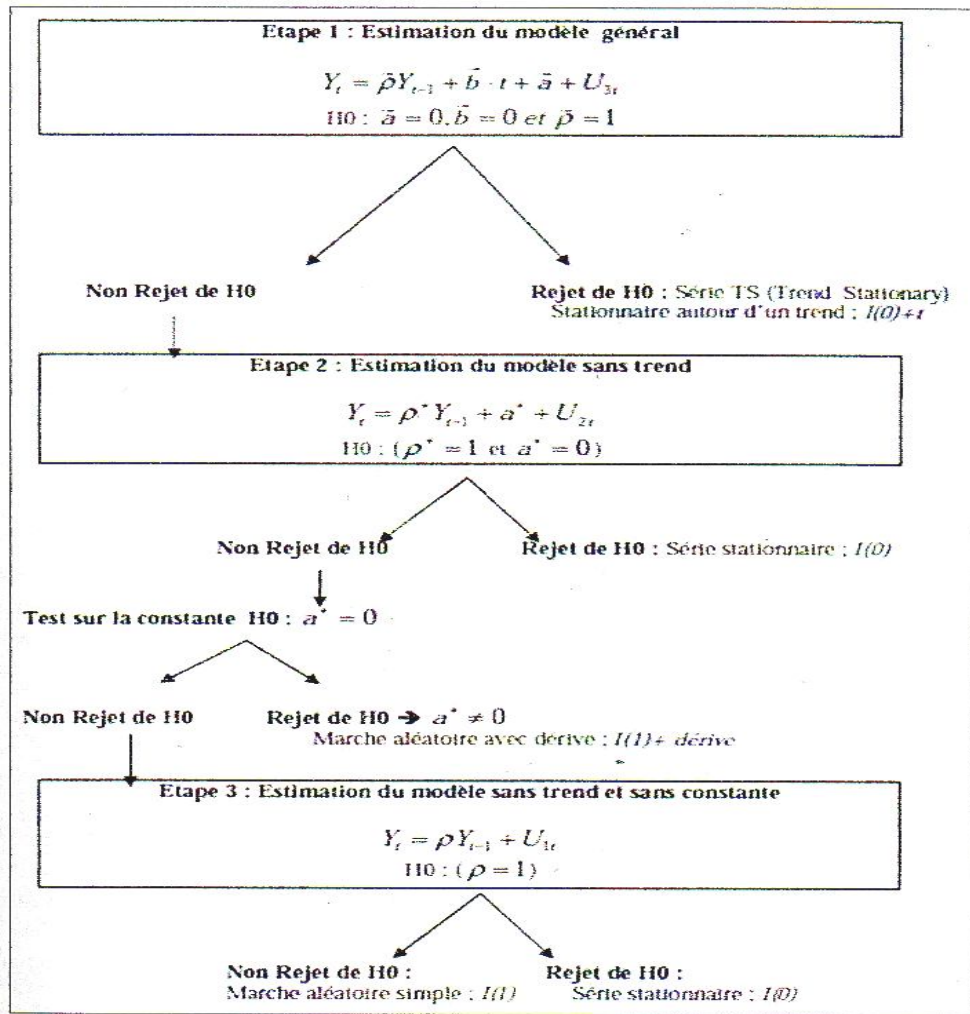 Etape 1 : Estimation du modèle général
Y_t = ρ̄Y_{t-1} + b̄ · t + ā + U_{3t}
H0: ā = 0, b̄ = 0 et ρ̄ = 1
Non Rejet de H0
Rejet de H0 : Série TS (Trend Stationary)
Stationnaire autour d'un trend ; I(0)+t
Etape 2 : Estimation du modèle sans trend
Y_t = ρ* Y_{t-1} + a* + U_{2t}
H0 : (ρ* = 1 et a* = 0)
Non Rejet de H0
Rejet de H0 : Série stationnaire ; I(0)
Test sur la constante H0 : a* = 0
Non Rejet de H0
Rejet de H0 ➔ a* ≠ 0
Marche aléatoire avec dérive ; I(1)+ dérive
Etape 3 : Estimation du modèle sans trend et sans constante
Y_t = ρY_{t-1} + U_{1t}
H0 : (ρ = 1)
Non Rejet de H0 :
Marche aléatoire simple ; I(1)
Rejet de H0 :
Série stationnaire ; I(0)